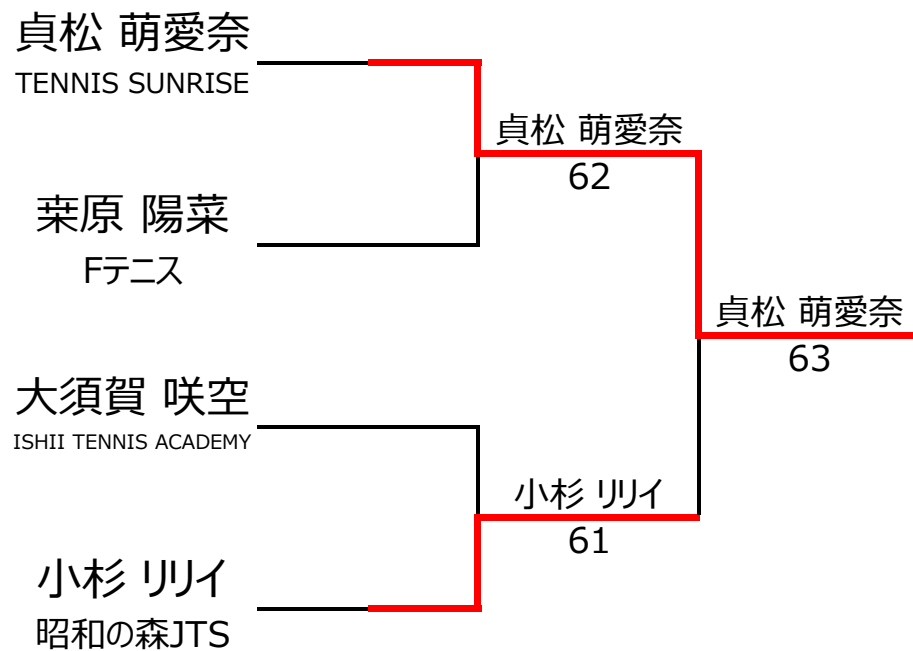 貞松 萌愛奈
TENNIS SUNRISE
貞松 萌愛奈
62
栞原 陽菜
Fテニス
貞松 萌愛奈
63
大須賀 咲空
ISHII TENNIS ACADEMY
小杉 リリイ
61
小杉 リリイ
昭和の森JTS